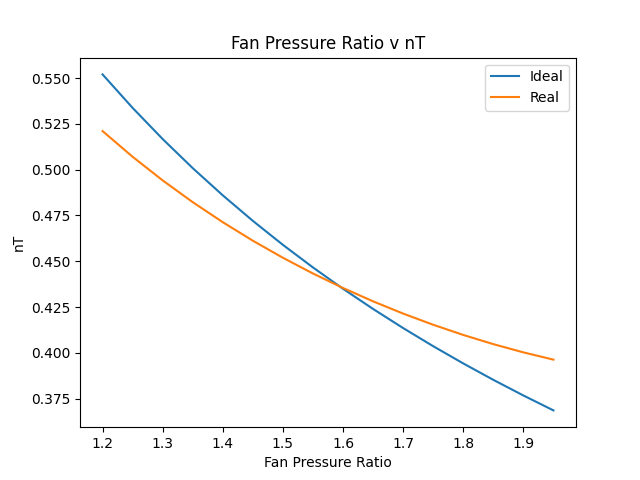 Fan Pressure Ratio v nT
Ideal
Real
nT
0.550
0.525
0.500
0.475
0.450
0.425
0.400
0.375
1.2 1.3 1.4 1.5 1.6 1.7 1.8 1.9
Fan Pressure Ratio